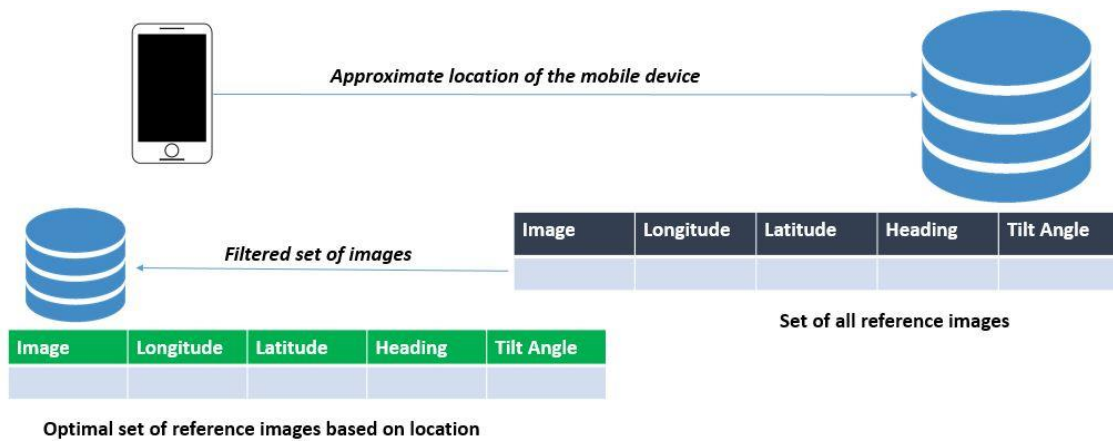 Approximate location of the mobile device
Image Longitude Latitude Heading Tilt Angle
Filtered set of images
Set of all reference images
Image Longitude Latitude Heading Tilt Angle
Optimal set of reference images based on location